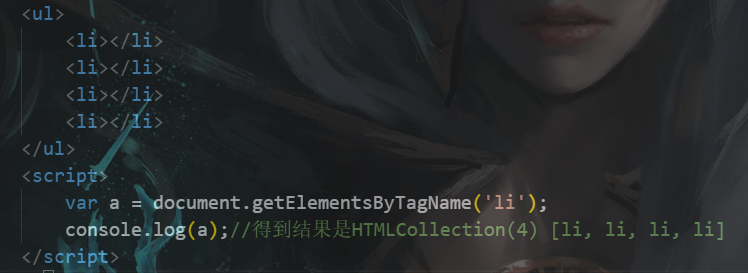 <ul>
    <li></li>
    <li></li>
    <li></li>
    <li></li>
</ul>
<script>
    var a = document.getElementsByTagName('li');
    console.log(a);//得到结果是HTMLCollection(4) [li, li, li, li]
</script>